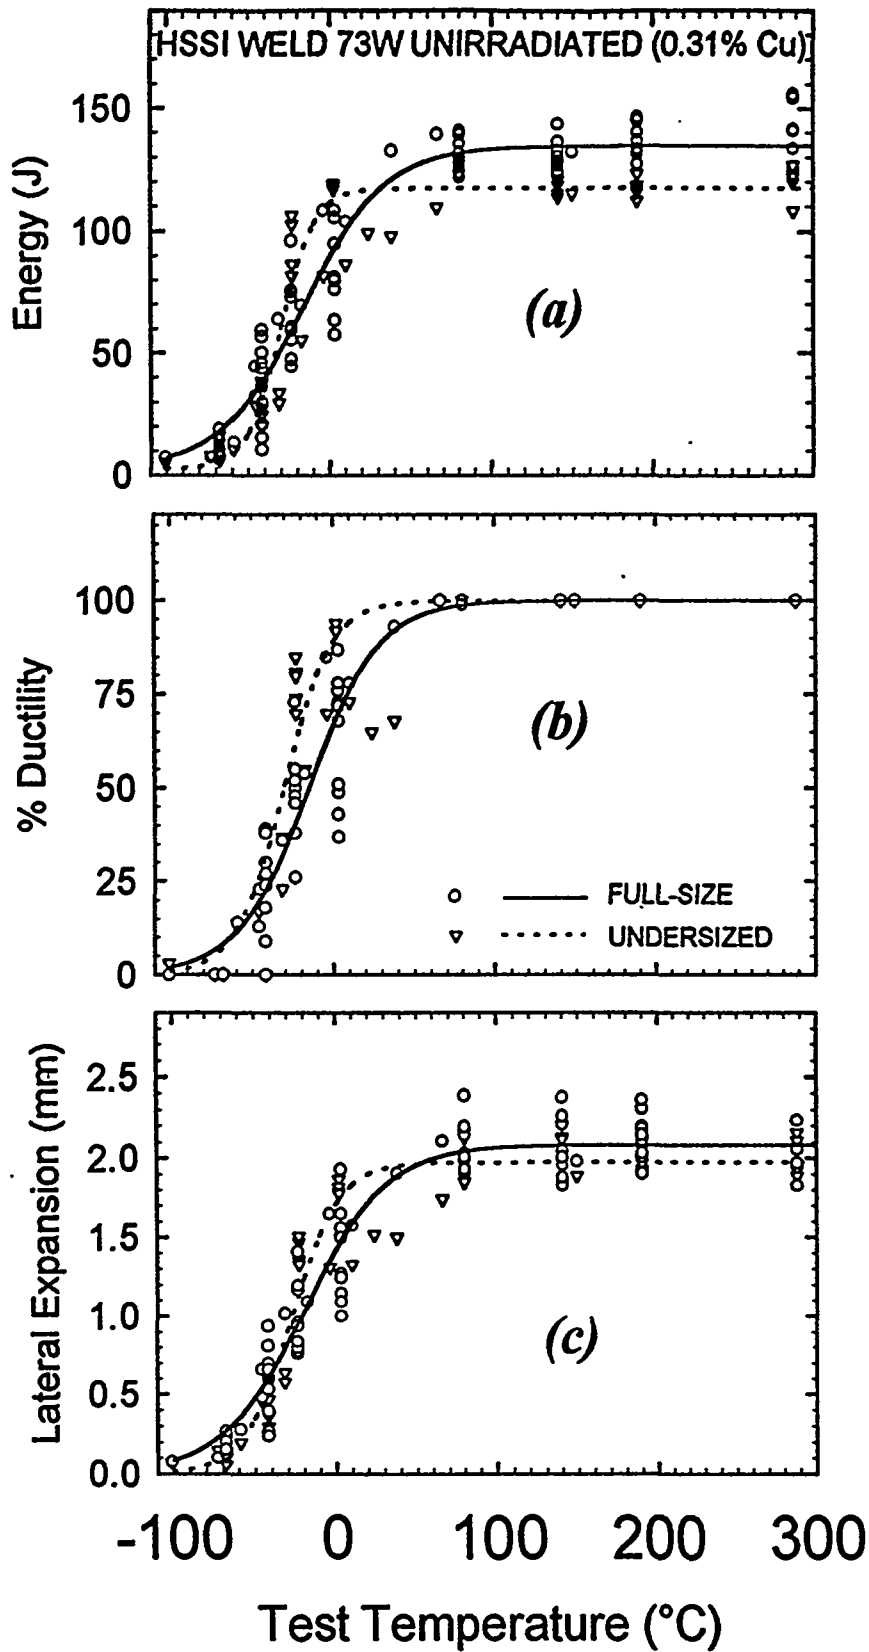 HSSI WELD 73W UNIRRADIATED (0.31% Cu)
150
100
50
0
Energy (J)
(a)
100
75
50
25
0
% Ductility
(b)
FULL-SIZE
UNDERSIZED
2.5
2.0
1.5
1.0
0.5
0.0
Lateral Expansion (mm)
(c)
-100 0 100 200 300
Test Temperature (°C)